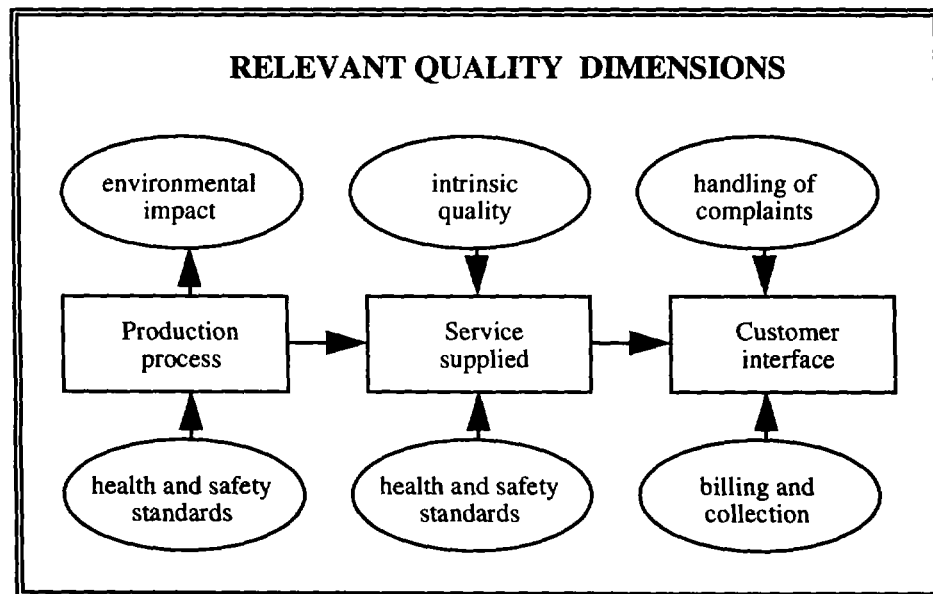 RELEVANT QUALITY DIMENSIONS
environmental
impact
intrinsic
quality
handling of
complaints
Production
process
Service
supplied
Customer
interface
health and safety
standards
health and safety
standards
billing and
collection